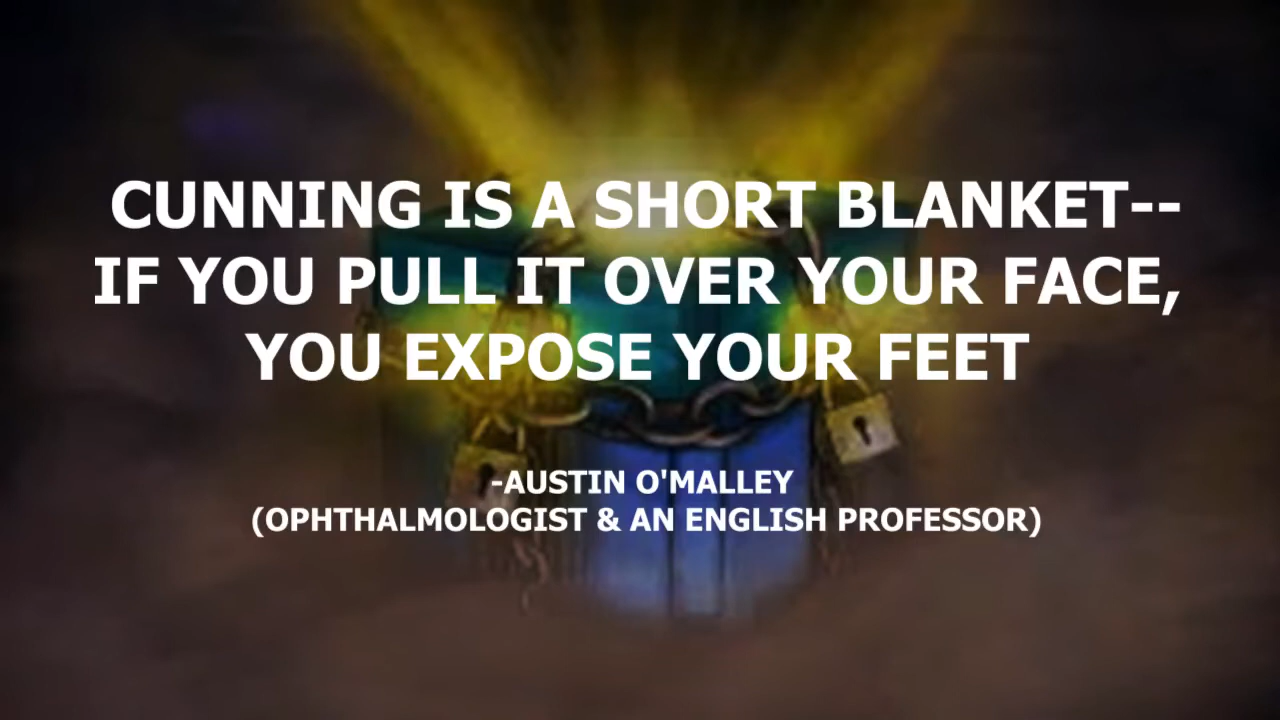 CUNNING IS A SHORT BLANKET--
IF YOU PULL IT OVER YOUR FACE,
YOU EXPOSE YOUR FEET
-AUSTIN O'MALLEY
(OPHTHALMOLOGIST & AN ENGLISH PROFESSOR)